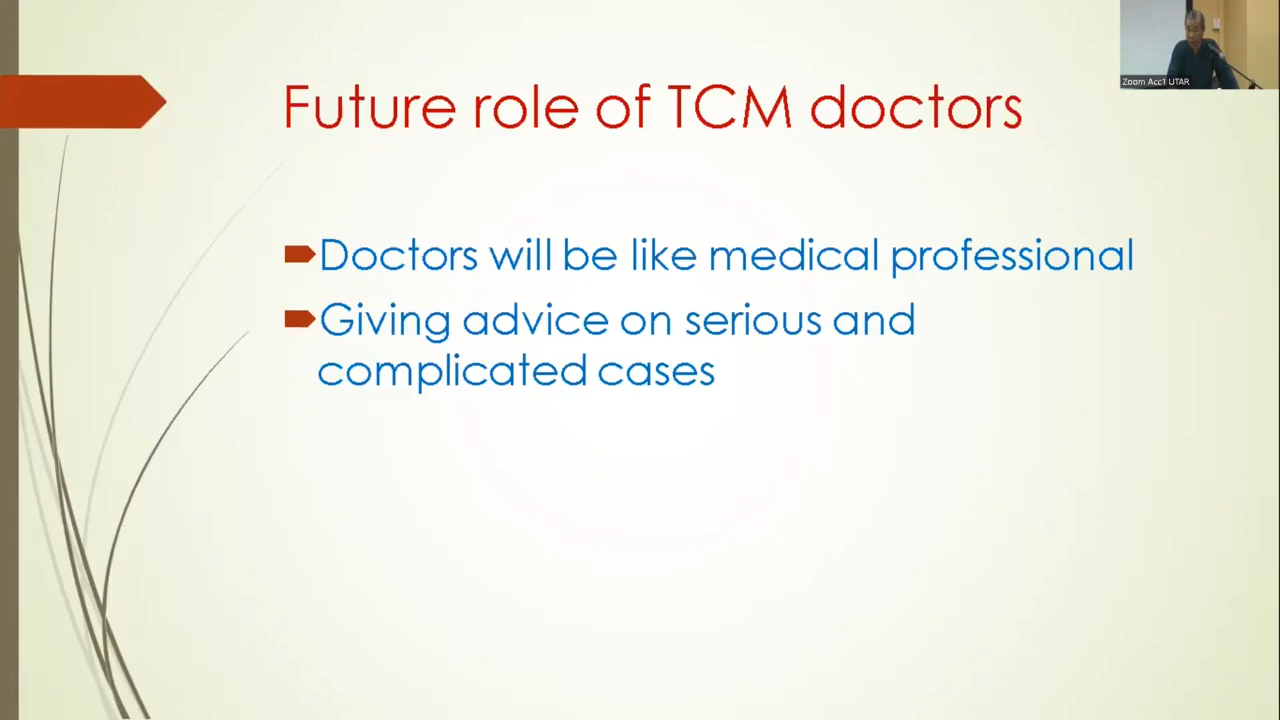 Zoom Acc1 UTAR
Future role of TCM doctors
Doctors will be like medical professional
Giving advice on serious and
complicated cases